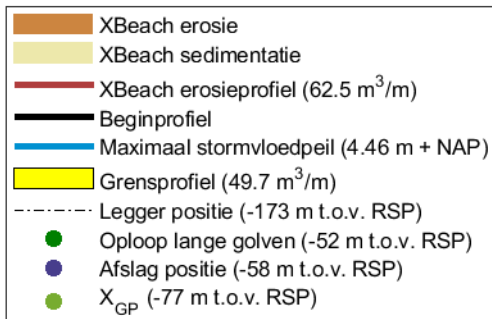 XBeach erosie
XBeach sedimentatie
XBeach erosieprofiel (62.5 m³/m)
Beginprofiel
Maximaal stormvloedpeil (4.46 m + NAP)
Grensprofiel (49.7 m³/m)
Legger positie (-173 m t.o.v. RSP)
Oploop lange golven (-52 m t.o.v. RSP)
Afslag positie (-58 m t.o.v. RSP)
X_GP (-77 m t.o.v. RSP)